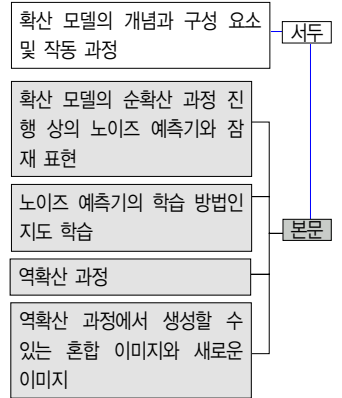 확산 모델의 개념과 구성 요소
및 작동 과정
서두
확산 모델의 순확산 과정 진
행 상의 노이즈 예측기와 잠
재 표현
노이즈 예측기의 학습 방법인
지도 학습
본문
역확산 과정
역확산 과정에서 생성할 수
있는 혼합 이미지와 새로운
이미지